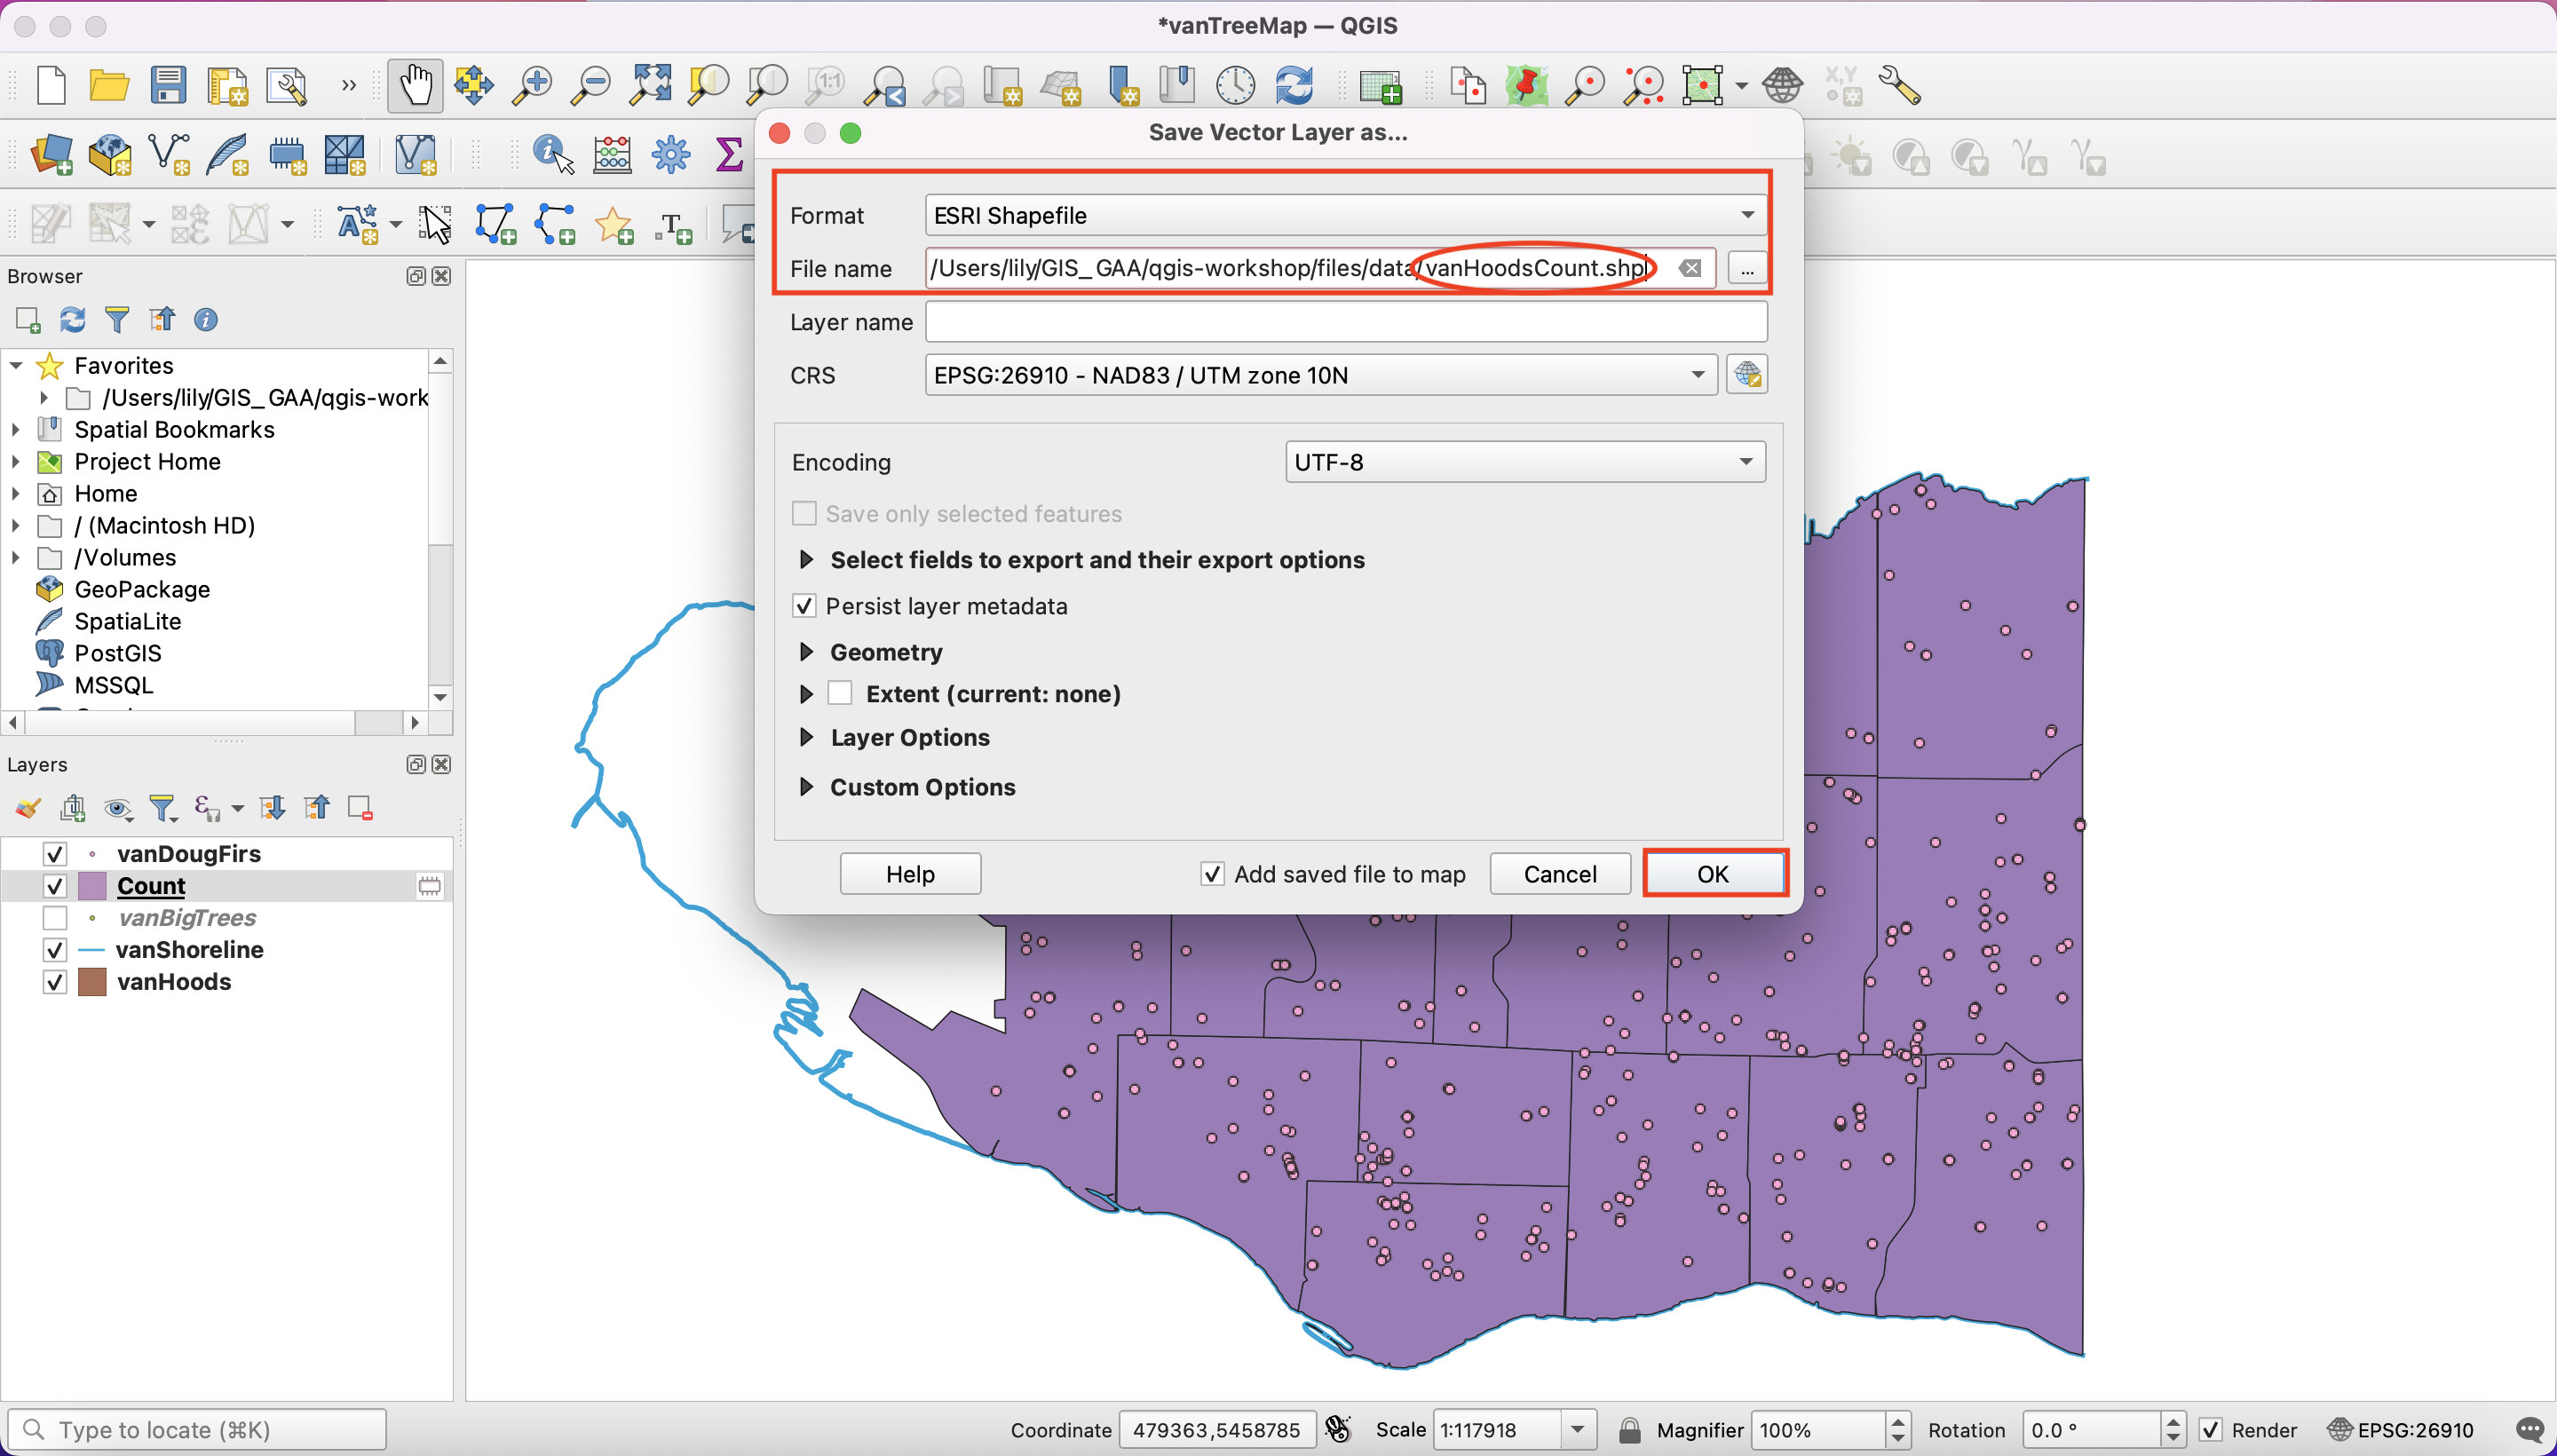 *vanTreeMap — QGIS
Save Vector Layer as...
Format ESRI Shapefile
File name /Users/lily/GIS_GAA/qgis-workshop/files/data/vanHoodsCount.shp ...
Layer name
CRS EPSG:26910 - NAD83 / UTM zone 10N
Encoding UTF-8
Save only selected features
Select fields to export and their export options
Persist layer metadata
Geometry
Extent (current: none)
Layer Options
Custom Options
Help Add saved file to map Cancel OK
Browser
Favorites
/Users/lily/GIS_GAA/qgis-work
Spatial Bookmarks
Project Home
Home
/ (Macintosh HD)
/Volumes
GeoPackage
SpatiaLite
PostGIS
MSSQL
Layers
vanDougFirs
Count
vanBigTrees
vanShoreline
vanHoods
Type to locate (⌘K) Coordinate 479363,5458785 Scale 1:117918 Magnifier 100% Rotation 0.0 ° Render EPSG:26910